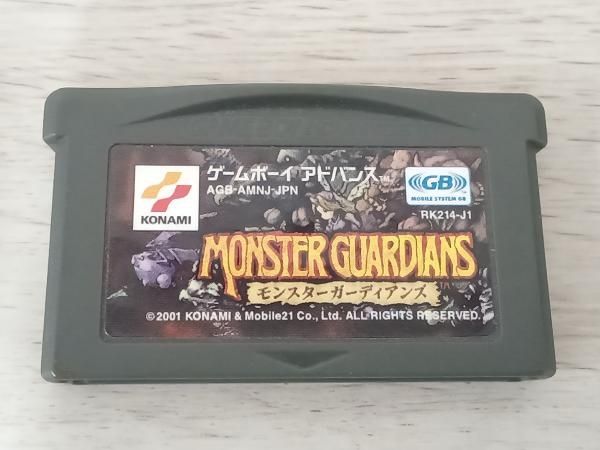 KONAMI
ゲームボーイ アドバンス™
AGB-AMNJ-JPN
GB
MOBILE SYSTEM GB
RK214-J1
MONSTER GUARDIANS
モンスターガーディアンズ
©2001 KONAMI & Mobile21 Co., Ltd. ALL RIGHTS RESERVED.